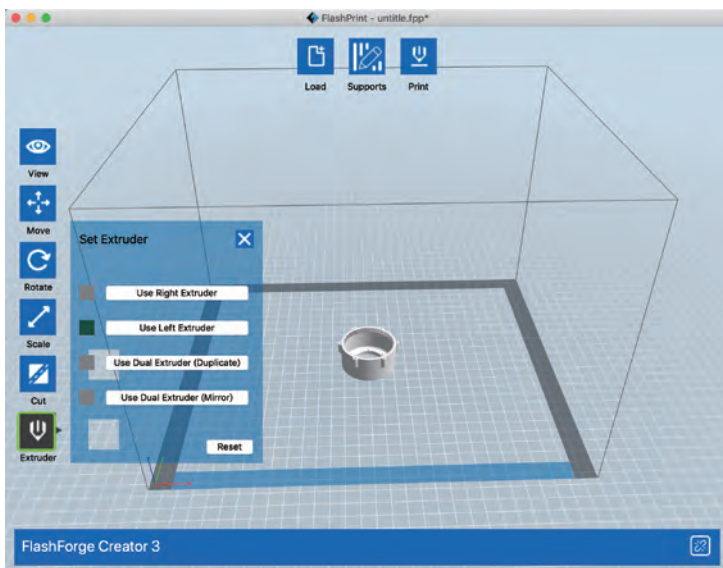 FlashPrint - untitle.fpp*
Load Supports Print
View
Move
Rotate
Scale
Cut
Extruder
Set Extruder
Use Right Extruder
Use Left Extruder
Use Dual Extruder (Duplicate)
Use Dual Extruder (Mirror)
Reset
FlashForge Creator 3